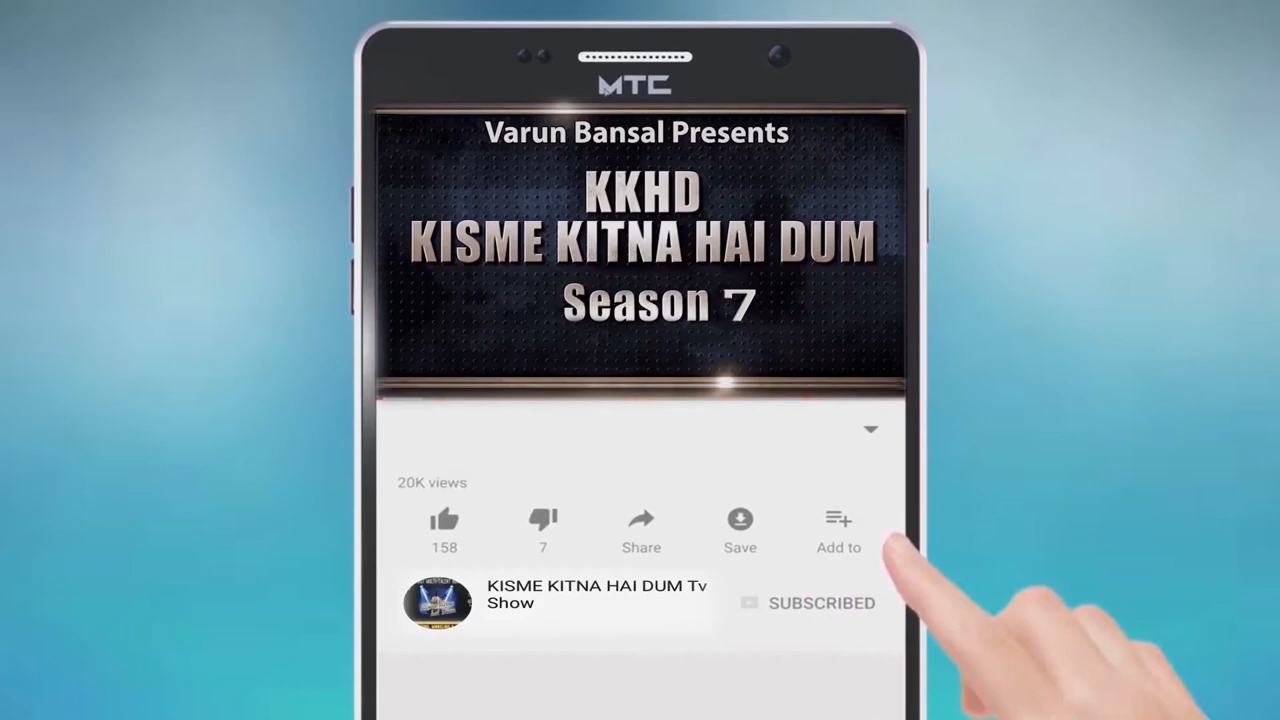 MTC
Varun Bansal Presents
KKHD
KISME KITNA HAI DUM
Season 7
20K views
158
7
Share
Save
Add to
KISME KITNA HAI DUM Tv
Show
SUBSCRIBED